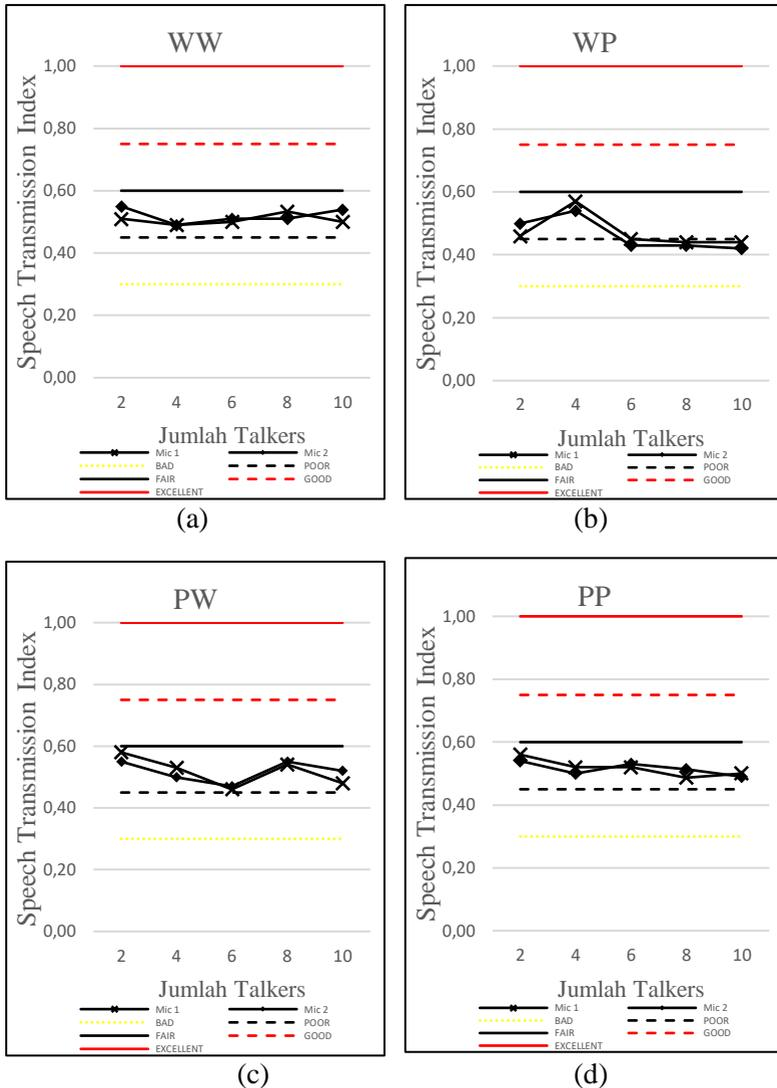 WW
1,00
0,80
0,60
0,40
0,20
0,00
Speech Transmission Index
2 4 6 8 10
Jumlah Talkers
Mic 1 Mic 2
BAD POOR
FAIR GOOD
EXCELLENT
(a)
WP
1,00
0,80
0,60
0,40
0,20
0,00
Speech Transmission Index
2 4 6 8 10
Jumlah Talkers
Mic 1 Mic 2
BAD POOR
FAIR GOOD
EXCELLENT
(b)
PW
1,00
0,80
0,60
0,40
0,20
0,00
Speech Transmission Index
2 4 6 8 10
Jumlah Talkers
Mic 1 Mic 2
BAD POOR
FAIR GOOD
EXCELLENT
(c)
PP
1,00
0,80
0,60
0,40
0,20
0,00
Speech Transmission Index
2 4 6 8 10
Jumlah Talkers
Mic 1 Mic 2
BAD POOR
FAIR GOOD
EXCELLENT
(d)